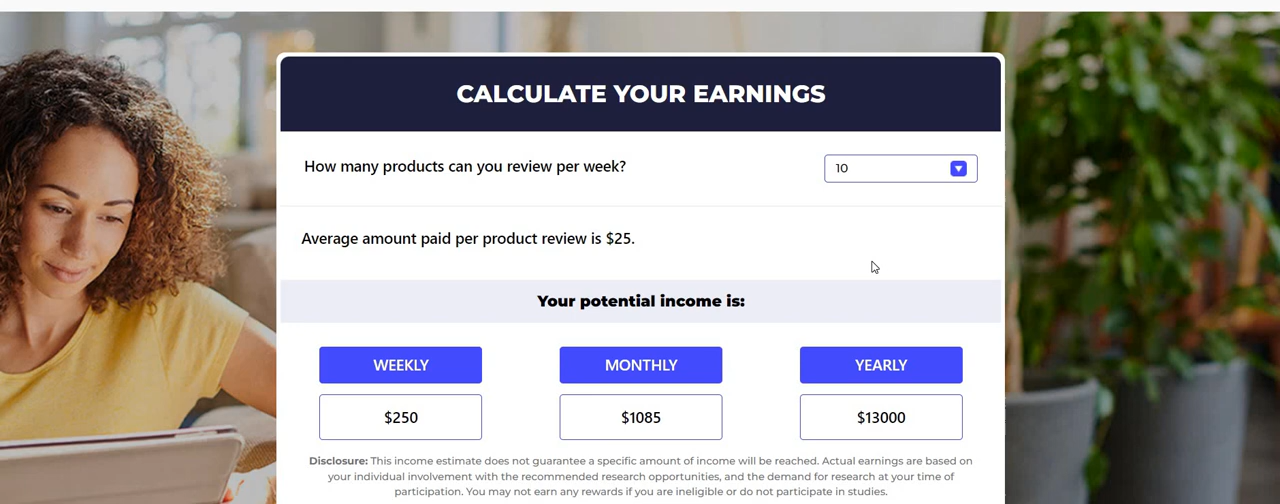 CALCULATE YOUR EARNINGS
How many products can you review per week?
10
Average amount paid per product review is $25.
Your potential income is:
WEEKLY MONTHLY YEARLY
$250 $1085 $13000
Disclosure: This income estimate does not guarantee a specific amount of income will be reached. Actual earnings are based on
your individual involvement with the recommended research opportunities, and the demand for research at your time of
participation. You may not earn any rewards if you are ineligible or do not participate in studies.